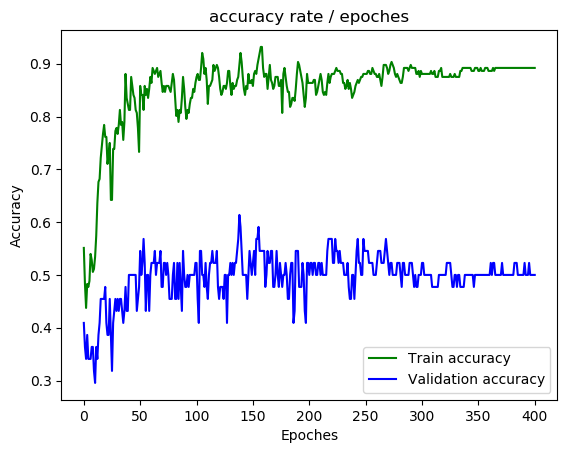 accuracy rate / epoches
Accuracy
0.9
0.8
0.7
0.6
0.5
0.4
0.3
0 50 100 150 200 250 300 350 400
Epoches
Train accuracy
Validation accuracy